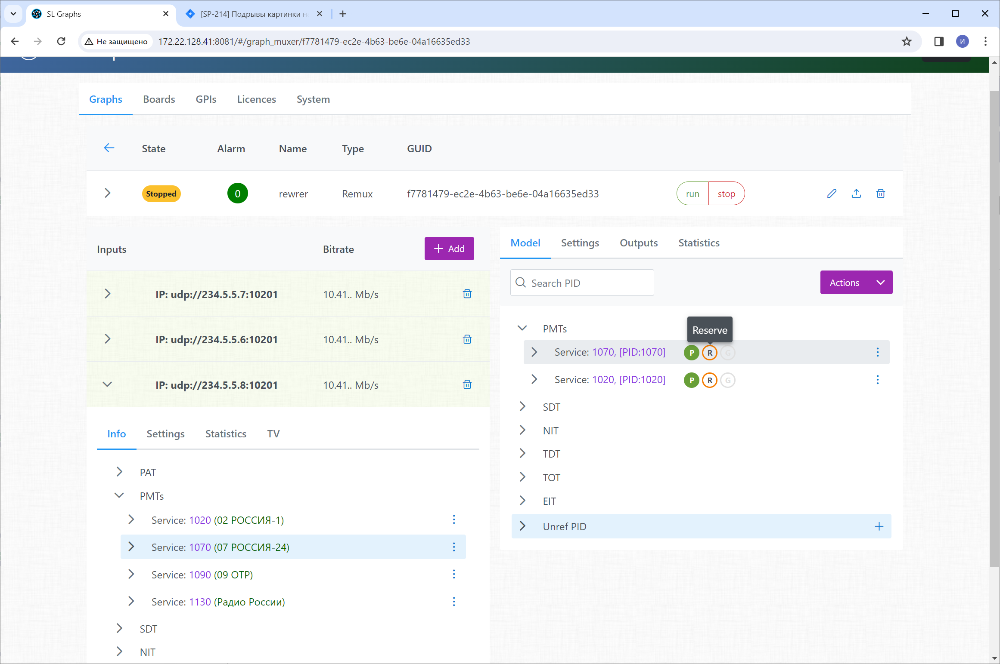 SL Graphs
[SP-214] Подрывы картинки на
Не защищено
172.22.128.41:8081/#/graph_muxer/f7781479-ec2e-4b63-be6e-04a16635ed33
И
Graphs Boards GPIs Licences System
State Alarm Name Type GUID
Stopped 0 rewrer Remux f7781479-ec2e-4b63-be6e-04a16635ed33 run stop
Inputs Bitrate Add
IP: udp://234.5.5.7:10201 10.41.. Mb/s
IP: udp://234.5.5.6:10201 10.41.. Mb/s
IP: udp://234.5.5.8:10201 10.41.. Mb/s
Info Settings Statistics TV
PAT
PMTs
Service: 1020 (02 РОССИЯ-1)
Service: 1070 (07 РОССИЯ-24)
Service: 1090 (09 ОТР)
Service: 1130 (Радио России)
SDT
NIT
Model Settings Outputs Statistics
Search PID Actions
Reserve
PMTs
Service: 1070, [PID:1070] P R G
Service: 1020, [PID:1020] P R G
SDT
NIT
TDT
TOT
EIT
Unref PID